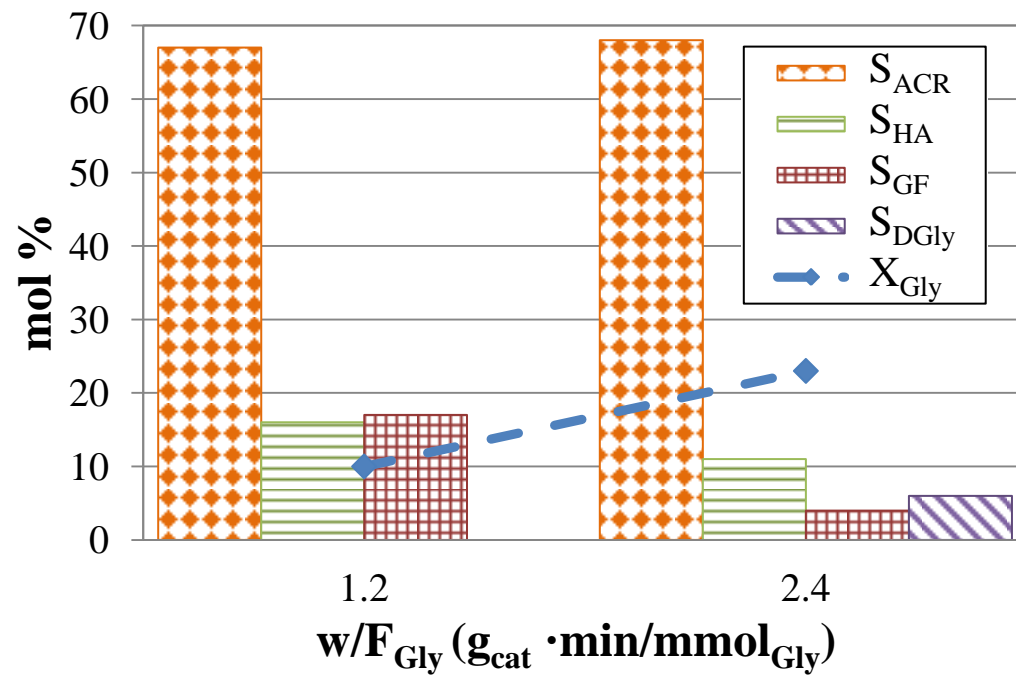 70
60
50
40
30
20
10
0
mol %
S_ACR
S_HA
S_GF
S_DGly
X_Gly
1.2 2.4
w/F_Gly (g_cat ·min/mmol_Gly)